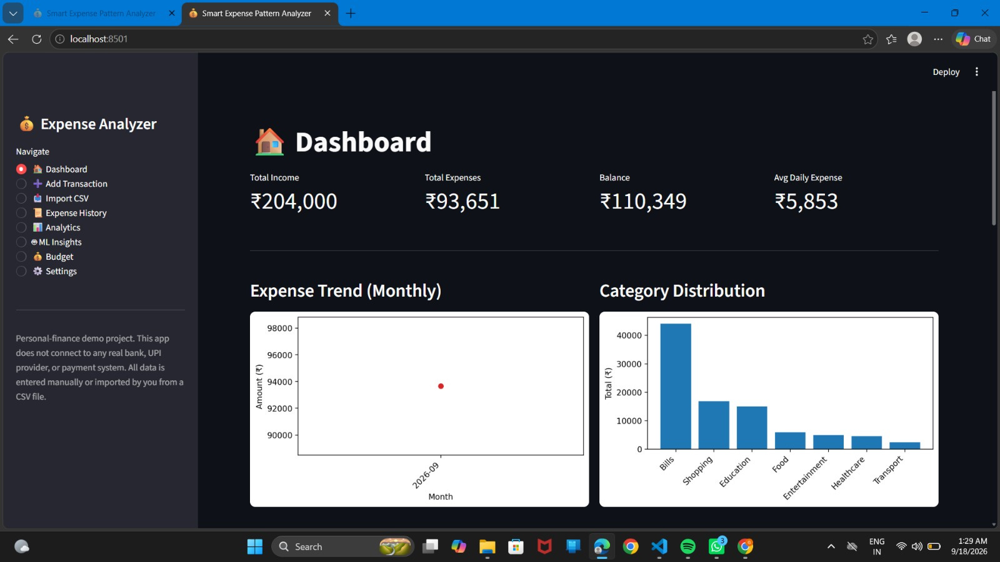 Smart Expense Pattern Analyzer
Smart Expense Pattern Analyzer
localhost:8501
Chat
Deploy
Expense Analyzer
Navigate
Dashboard
Add Transaction
Import CSV
Expense History
Analytics
ML Insights
Budget
Settings
Personal-finance demo project. This app
does not connect to any real bank, UPI
provider, or payment system. All data is
entered manually or imported by you from a
CSV file.
Dashboard
Total Income
₹204,000
Total Expenses
₹93,651
Balance
₹110,349
Avg Daily Expense
₹5,853
Expense Trend (Monthly)
98000
96000
94000
92000
90000
Amount (₹)
2026-09
Month
Category Distribution
40000
30000
20000
10000
0
Total (₹)
Bills
Shopping
Education
Food
Entertainment
Healthcare
Transport
Search
3
ENG
IN
1:29 AM
9/18/2026